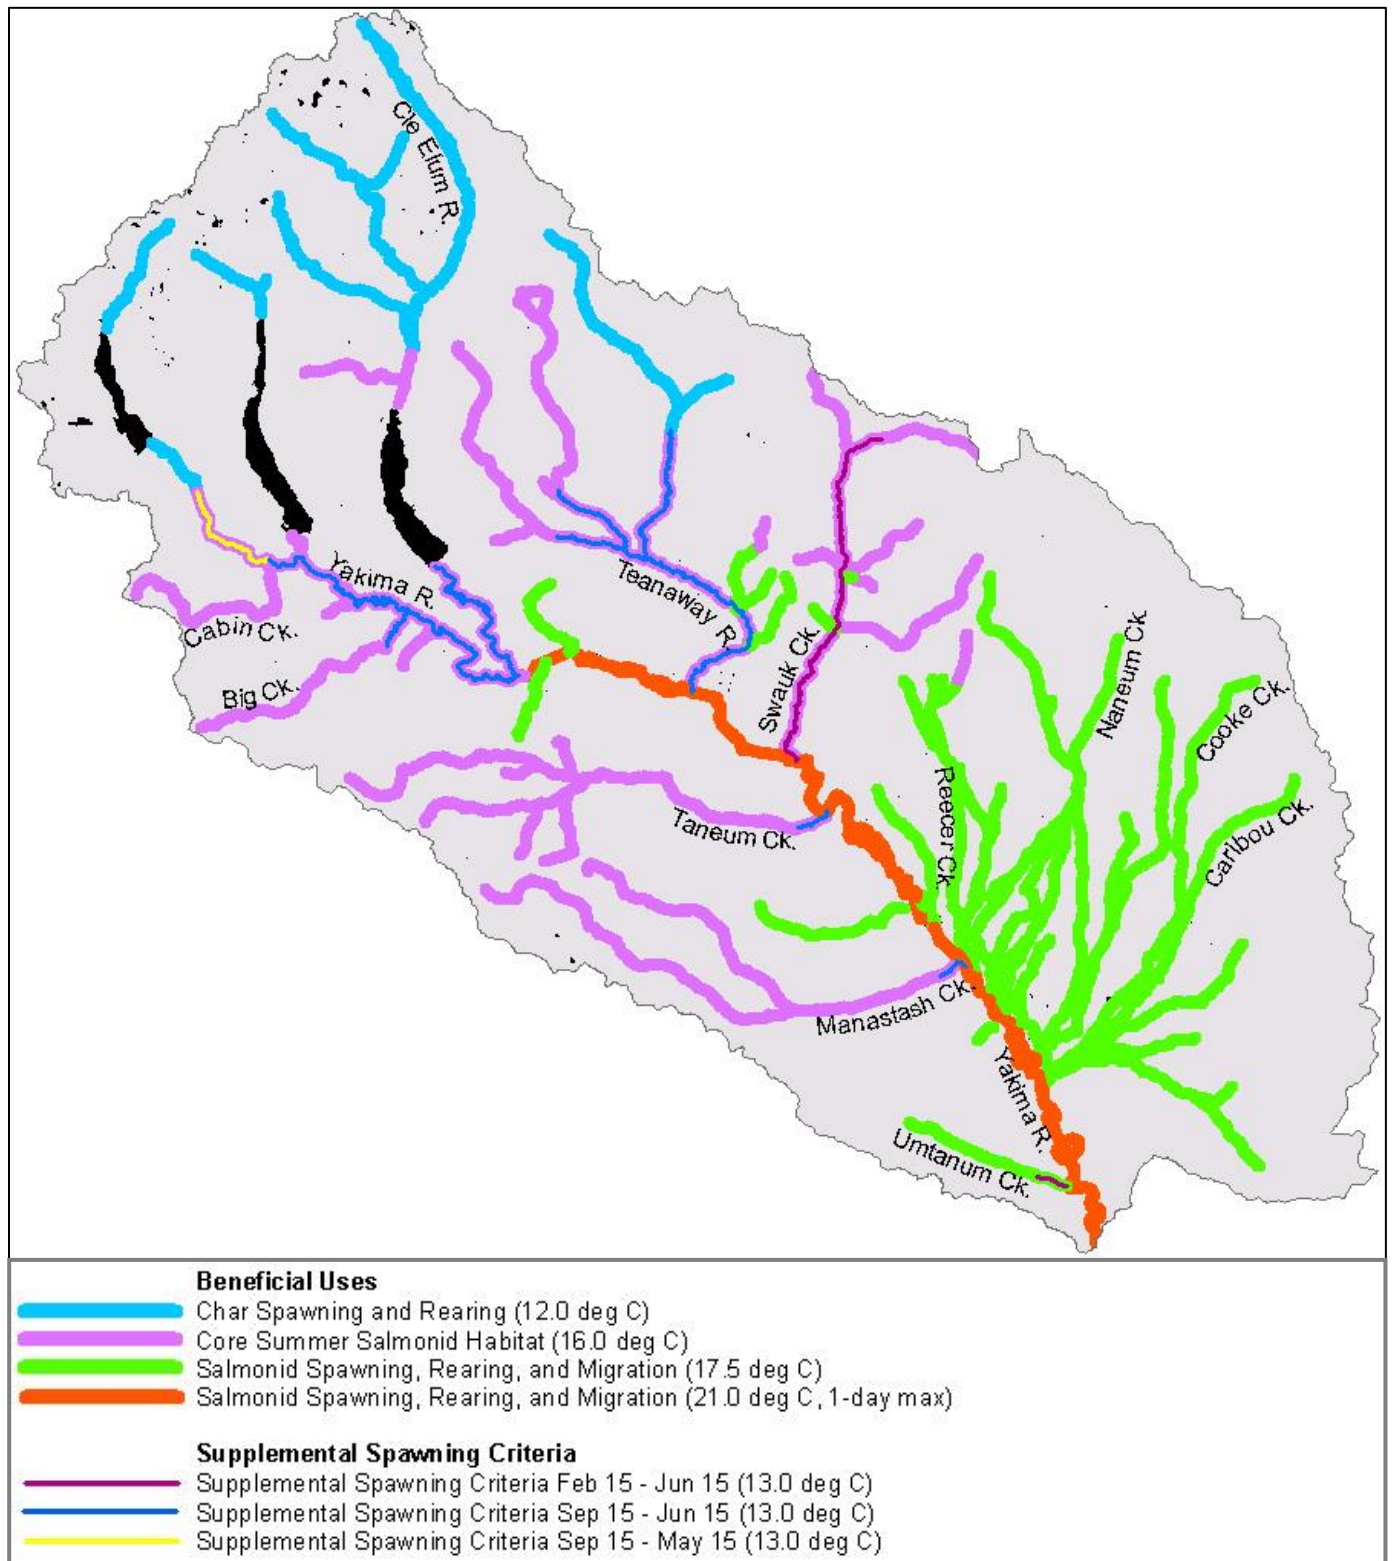 Cle Elum R.
Yakima R.
Teanaway R.
Cabin Ck.
Swauk Ck.
Naneum Ck.
Big Ck.
Cooke Ck.
Reecer Ck.
Taneum Ck.
Caribou Ck.
Manastash Ck.
Yakima R.
Umtanum Ck.
Beneficial Uses
Char Spawning and Rearing (12.0 deg C)
Core Summer Salmonid Habitat (16.0 deg C)
Salmonid Spawning, Rearing, and Migration (17.5 deg C)
Salmonid Spawning, Rearing, and Migration (21.0 deg C, 1-day max)
Supplemental Spawning Criteria
Supplemental Spawning Criteria Feb 15 - Jun 15 (13.0 deg C)
Supplemental Spawning Criteria Sep 15 - Jun 15 (13.0 deg C)
Supplemental Spawning Criteria Sep 15 - May 15 (13.0 deg C)